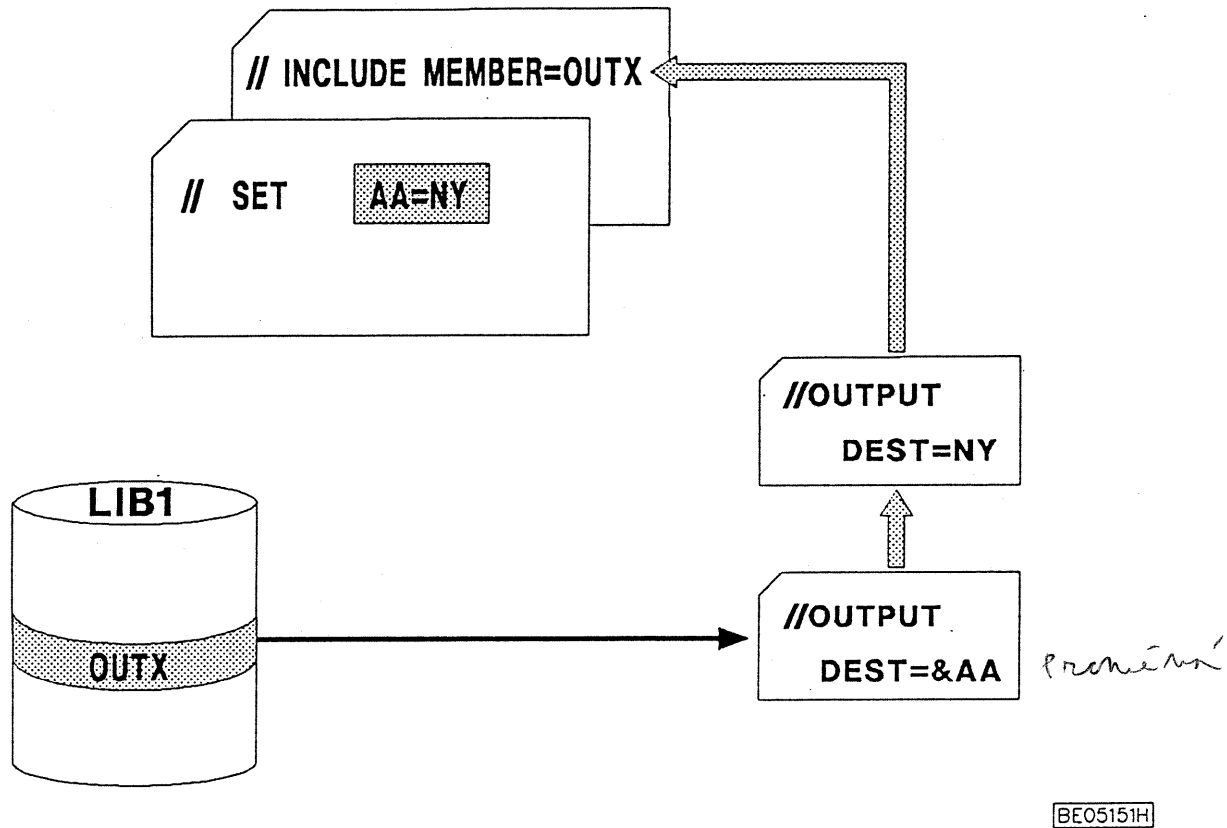 // INCLUDE MEMBER=OUTX
// SET AA=NY
//OUTPUT
DEST=NY
LIB1
OUTX
//OUTPUT
DEST=&AA proměnná
BE05151H